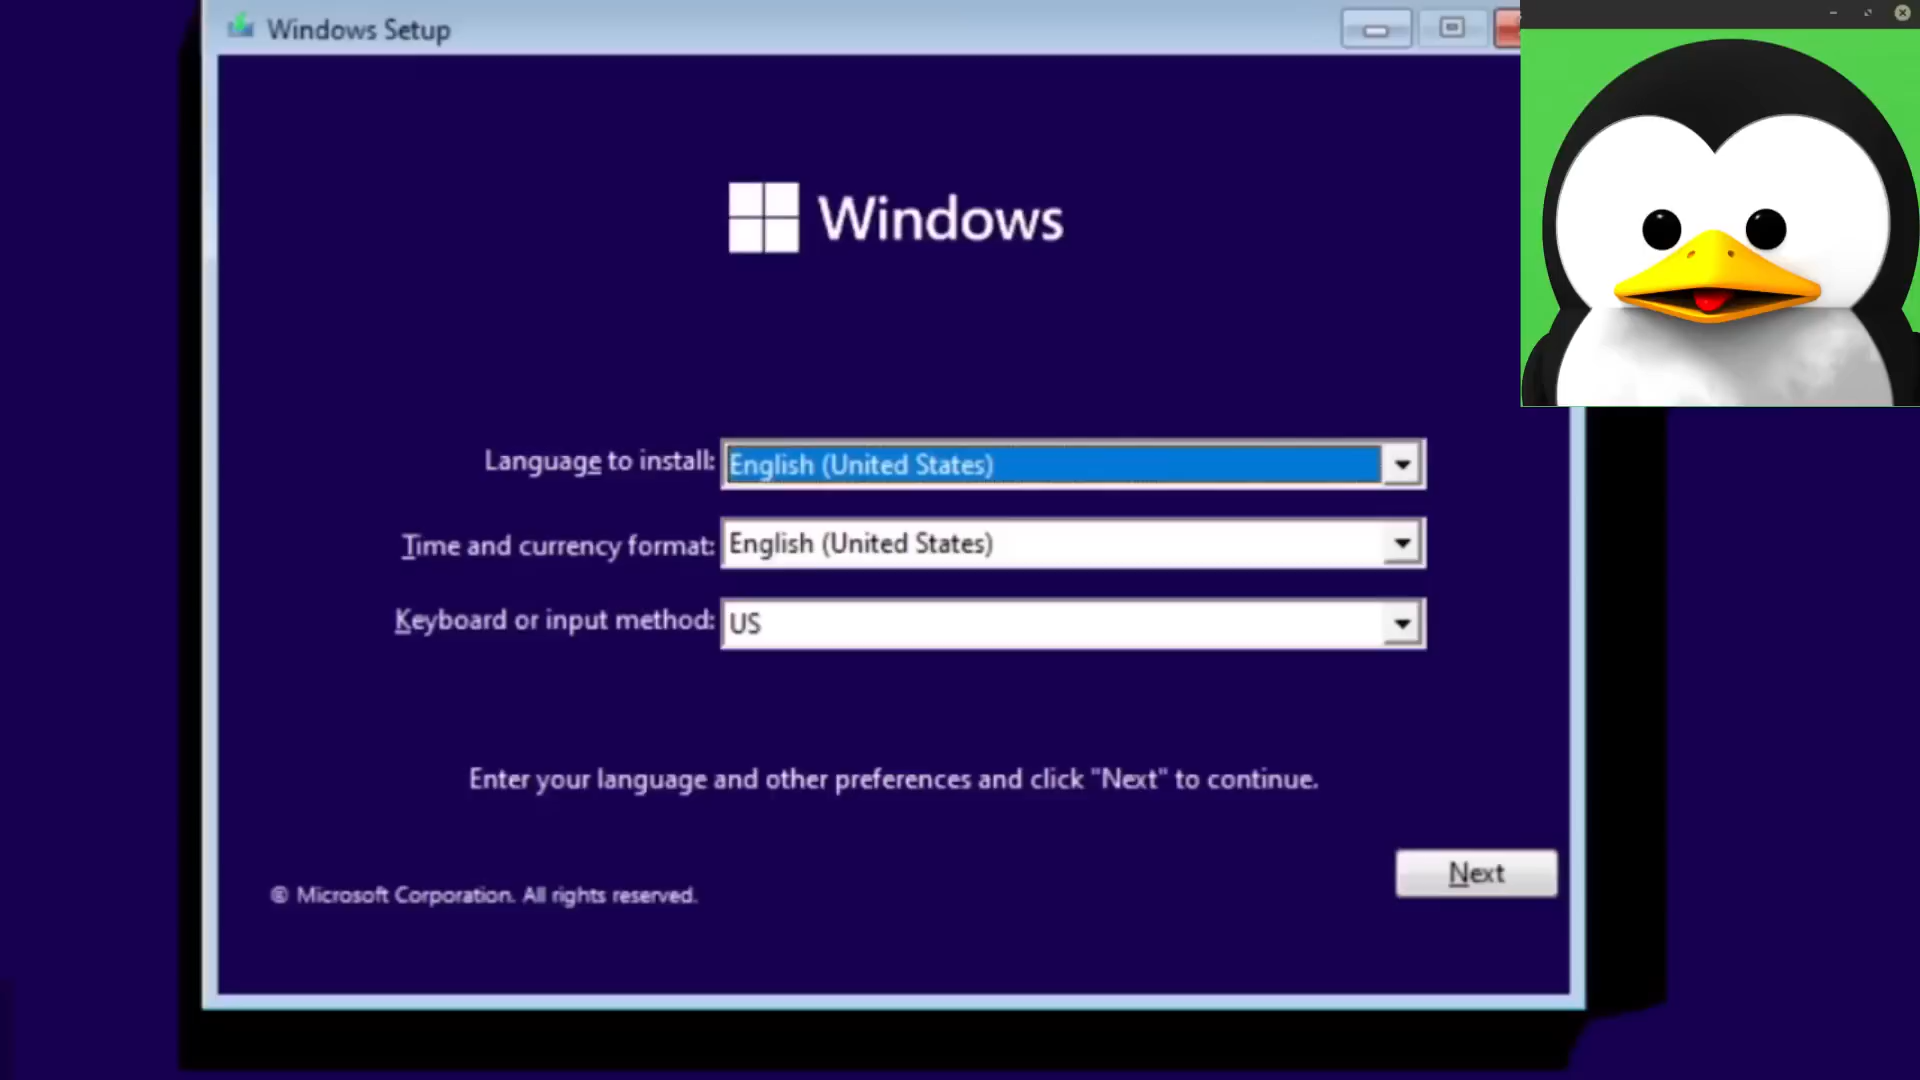 Windows Setup
Windows
Language to install: English (United States)
Time and currency format: English (United States)
Keyboard or input method: US
Enter your language and other preferences and click "Next" to continue.
Next
© Microsoft Corporation. All rights reserved.